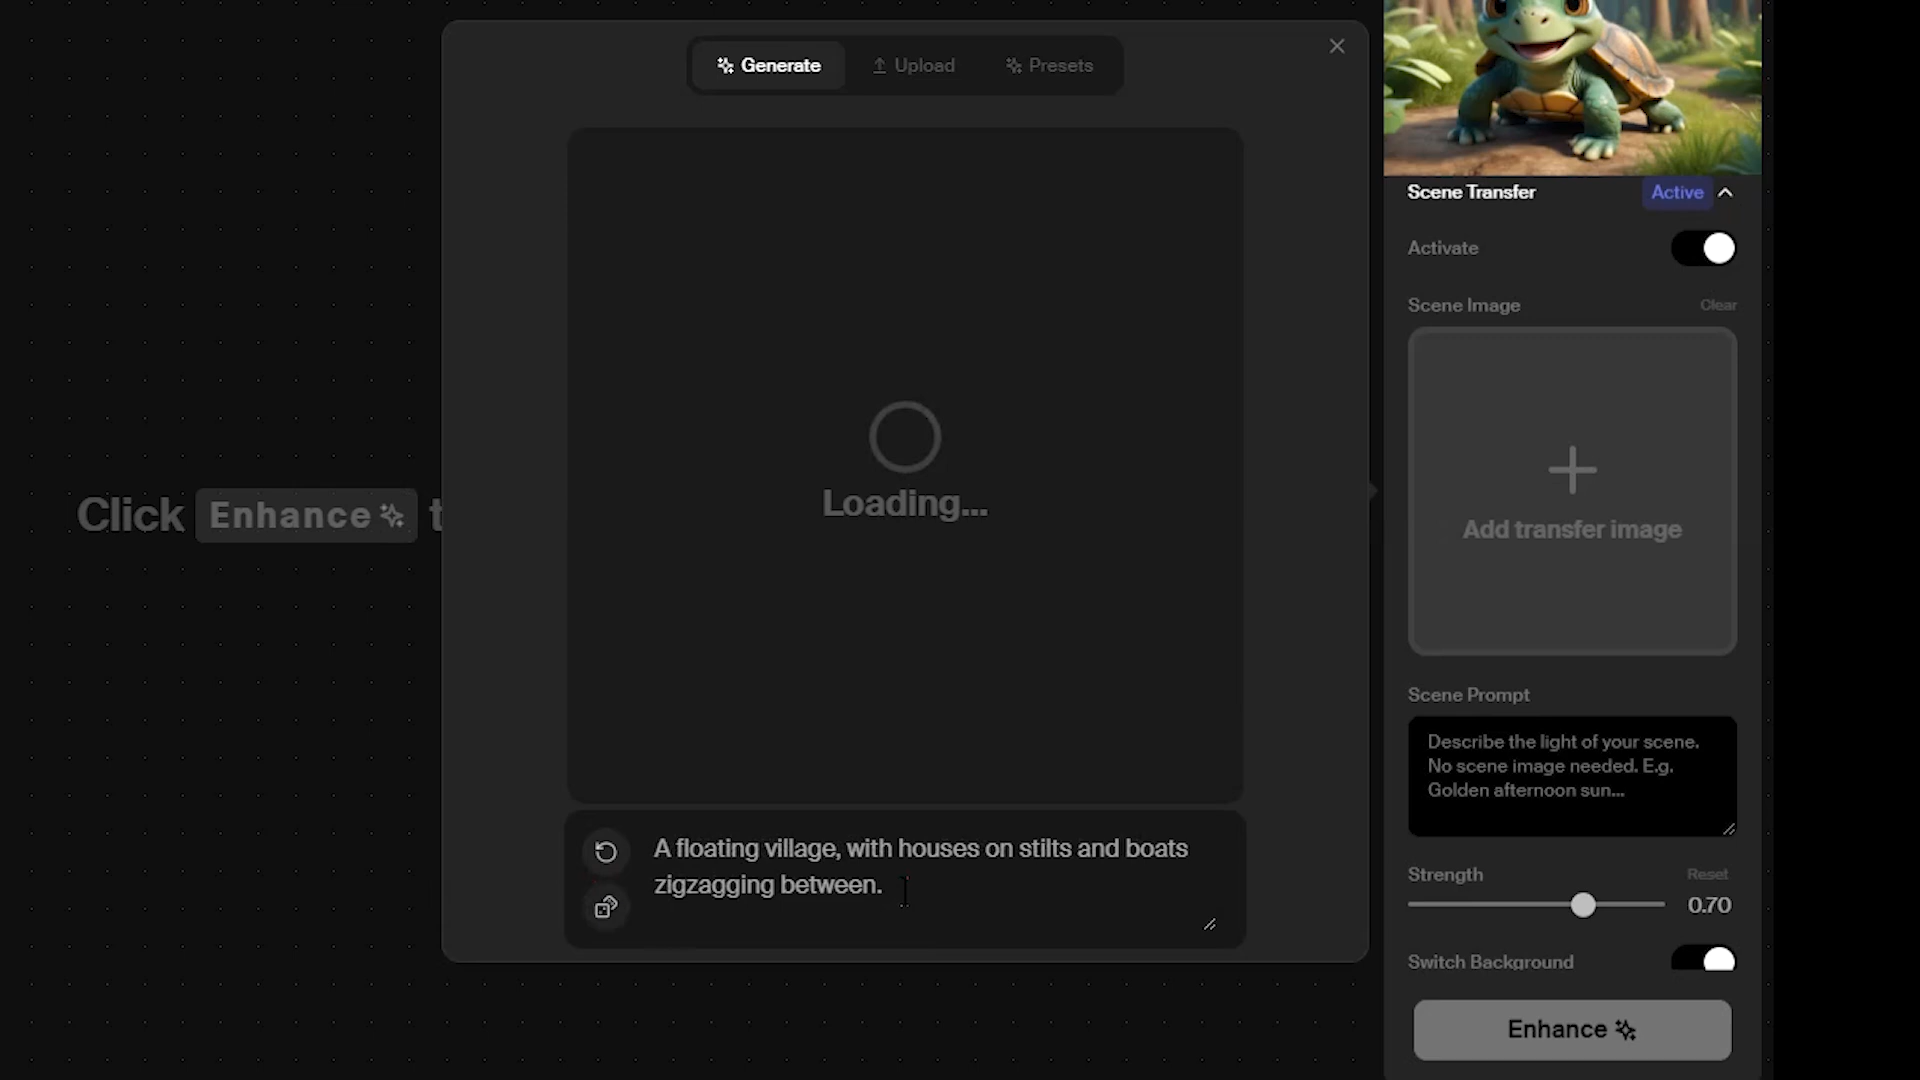 Generate
Upload
Presets
Loading...
A floating village, with houses on stilts and boats
zigzagging between.
Click Enhance t
Scene Transfer
Active
Activate
Scene Image
Clear
Add transfer image
Scene Prompt
Describe the light of your scene.
No scene image needed. E.g.
Golden afternoon sun...
Strength
Reset
0.70
Switch Background
Enhance